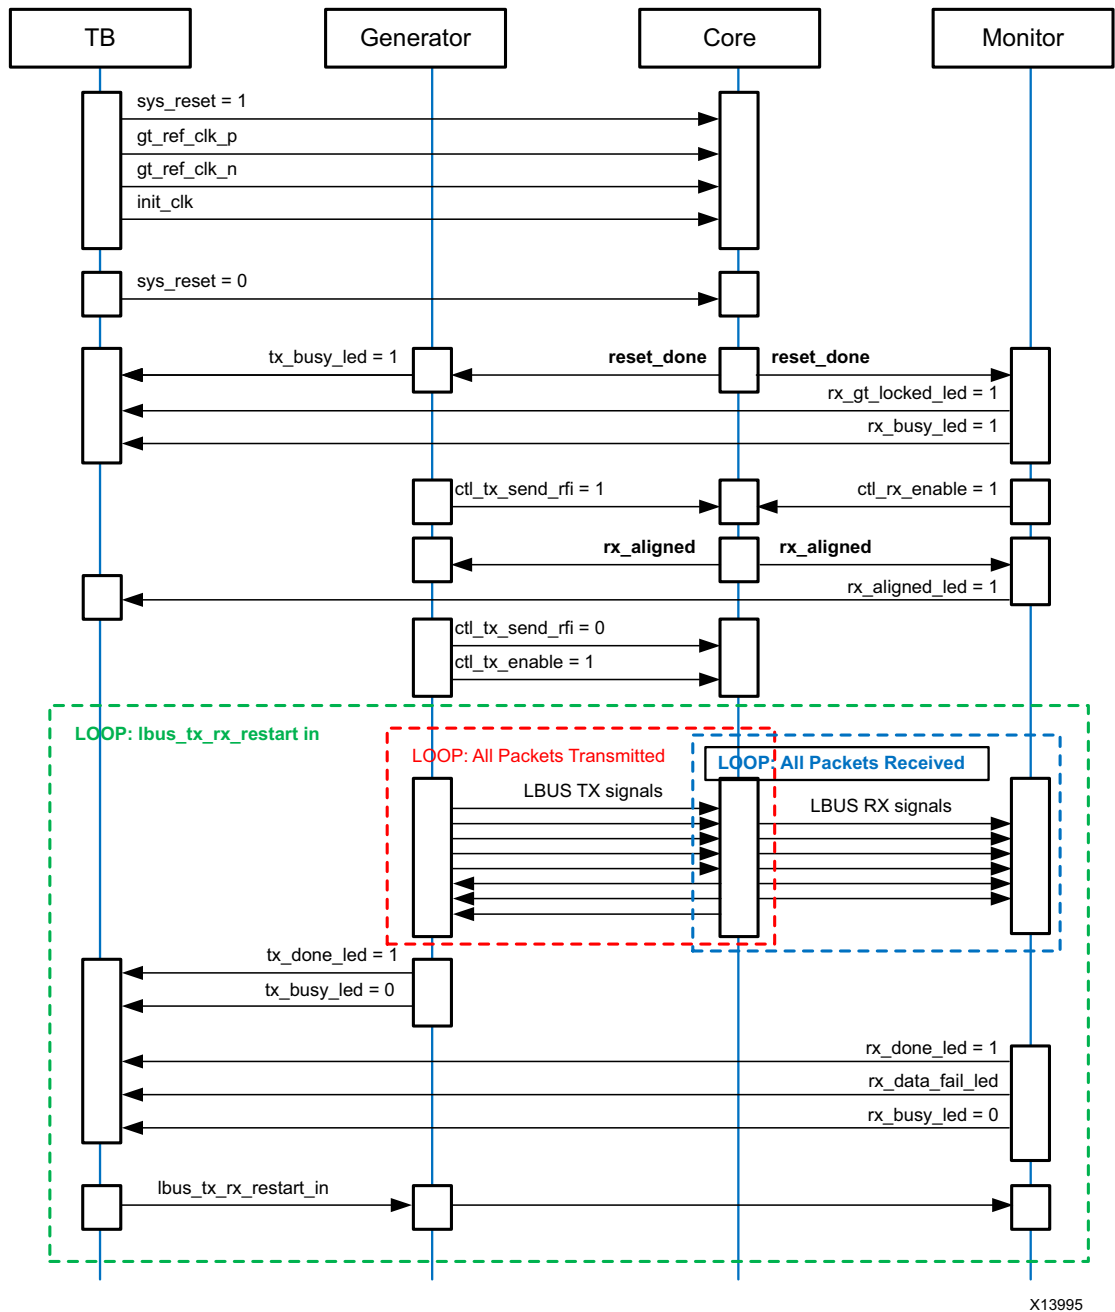 TB
Generator
Core
Monitor
sys_reset = 1
gt_ref_clk_p
gt_ref_clk_n
init_clk
sys_reset = 0
tx_busy_led = 1
reset_done
reset_done
rx_gt_locked_led = 1
rx_busy_led = 1
ctl_tx_send_rfi = 1
ctl_rx_enable = 1
rx_aligned
rx_aligned
rx_aligned_led = 1
ctl_tx_send_rfi = 0
ctl_tx_enable = 1
LOOP: lbus_tx_rx_restart in
LOOP: All Packets Transmitted
LOOP: All Packets Received
LBUS TX signals
LBUS RX signals
tx_done_led = 1
tx_busy_led = 0
rx_done_led = 1
rx_data_fail_led
rx_busy_led = 0
lbus_tx_rx_restart_in
X13995